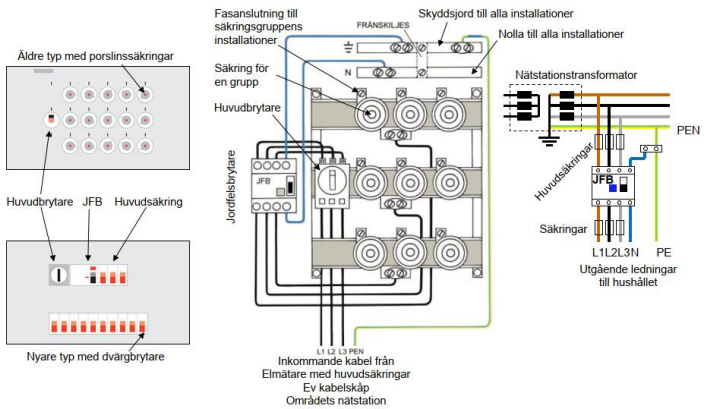 Äldre typ med porslinssäkringar
Huvudbrytare JFB Huvudsäkring
Nyare typ med dvärgbrytare
Fasanslutning till
säkringsgruppens
installationer
Säkring för
en grupp
Huvudbrytare
Jordfelsbrytare
JFB
FRÅNSKILJES
N
Skyddsjord till alla installationer
Nolla till alla installationer
L1 L2 L3 PEN
Inkommande kabel från
Elmätare med huvudsäkringar
Ev kabelskåp
Områdets nätstation
Nätstationstransformator
PEN
Huvudsäkringar
JFB
Säkringar
L1L2L3N PE
Utgående ledningar
till hushållet